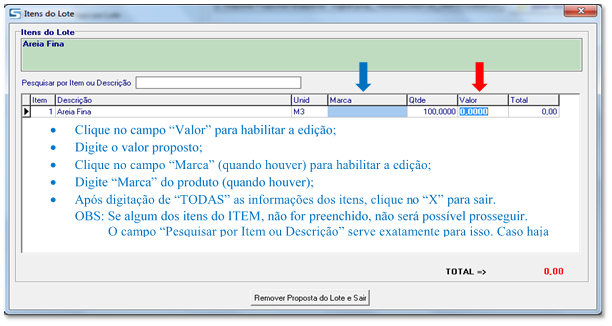 Itens do Lote
Itens do Lote
Areia Fina
Pesquisar por Item ou Descrição
Item Descrição Unid Marca Qtde Valor Total
1 Areia Fina M3 100,0000 0,0000 0,00
• Clique no campo “Valor” para habilitar a edição;
• Digite o valor proposto;
• Clique no campo “Marca” (quando houver) para habilitar a edição;
• Digite “Marca” do produto (quando houver);
• Após digitação de “TODAS” as informações dos itens, clique no “X” para sair.
OBS: Se algum dos itens do ITEM, não for preenchido, não será possível prosseguir.
O campo “Pesquisar por Item ou Descrição” serve exatamente para isso. Caso haja
TOTAL => 0,00
Remover Proposta do Lote e Sair